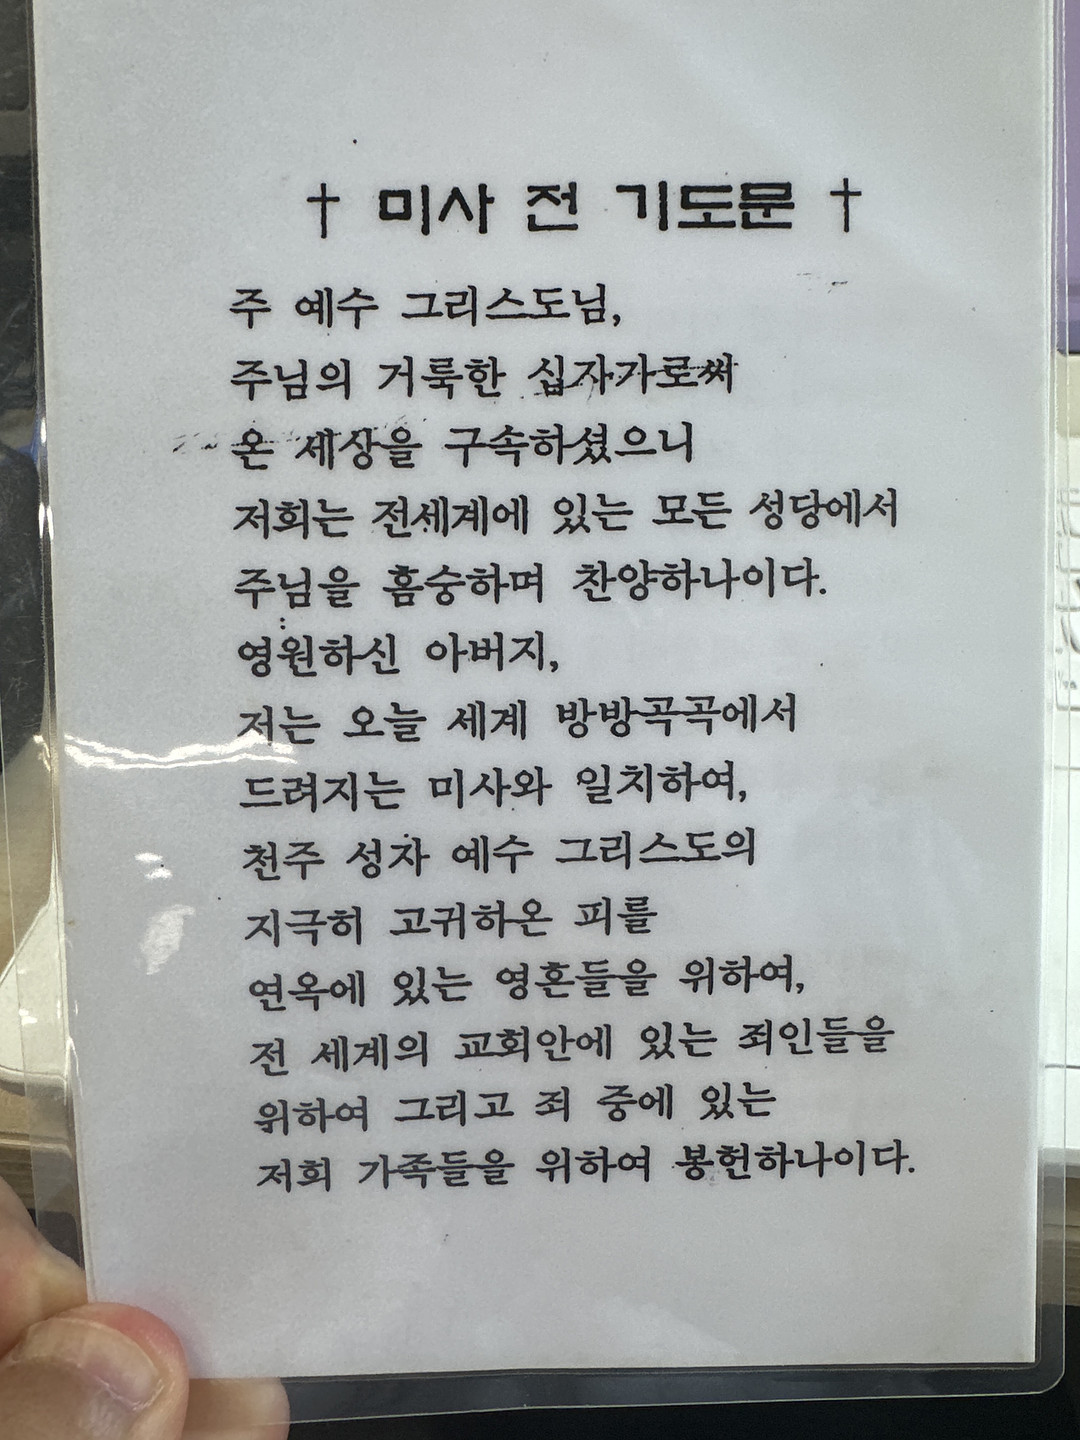 † 미사 전 기도문 †
주 예수 그리스도님,
주님의 거룩한 십자가로써
온 세상을 구속하셨으니
저희는 전세계에 있는 모든 성당에서
주님을 흠숭하며 찬양하나이다.
영원하신 아버지,
저는 오늘 세계 방방곡곡에서
드려지는 미사와 일치하여,
천주 성자 예수 그리스도의
지극히 고귀하온 피를
연옥에 있는 영혼들을 위하여,
전 세계의 교회안에 있는 죄인들을
위하여 그리고 죄 중에 있는
저희 가족들을 위하여 봉헌하나이다.